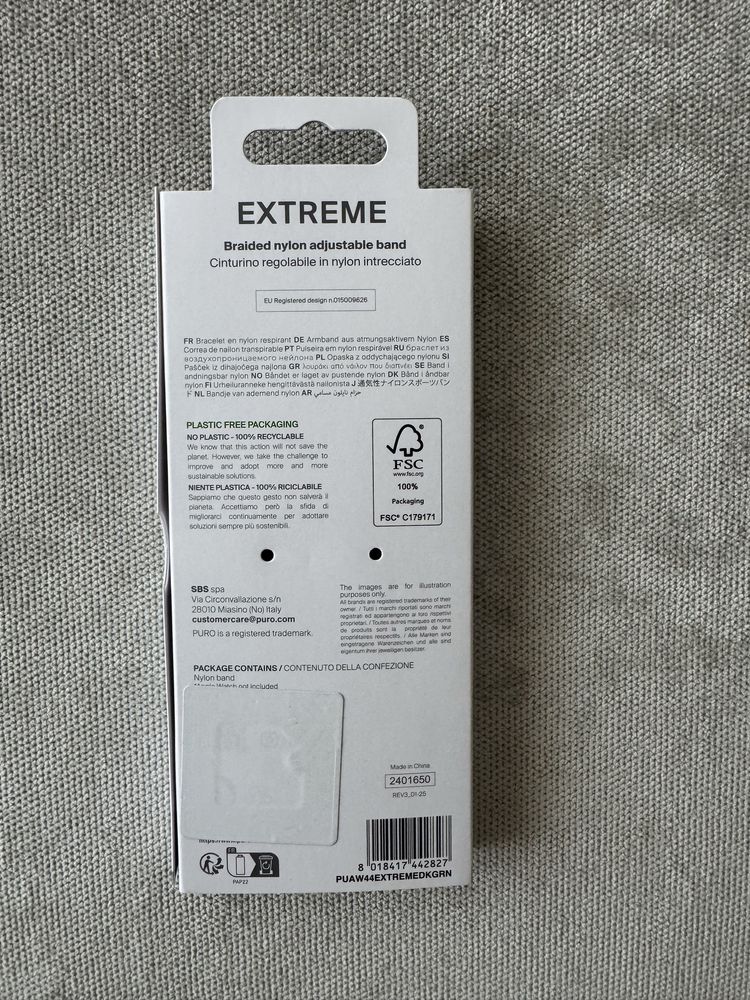 EXTREME
Braided nylon adjustable band
Cinturino regolabile in nylon intrecciato
EU Registered design n.015009626
FR Bracelet en nylon respirant DE Armband aus atmungsaktivem Nylon ES
Correa de nailon transpirable PT Pulseira em nylon respirável RU браслет из
воздухопроницаемого нейлона PL Opaska z oddychającego nylonu SI
Pašček iz dihajočega najlona GR λουράκι από νάιλον που διαπνέει SE Band i
andningsbar nylon NO Båndet er laget av pustende nylon DK Bånd i åndbar
nylon FI Urheiluranneke hengittävästä nailonista J 通気性ナイロンスポーツバン
ド NL Bandje van ademend nylon AR حزام نايلون مسامي
PLASTIC FREE PACKAGING
NO PLASTIC - 100% RECYCLABLE
We know that this action will not save the
planet. However, we take the challenge to
improve and adopt more and more
sustainable solutions.
NIENTE PLASTICA - 100% RICICLABILE
Sappiamo che questo gesto non salverà il
pianeta. Accettiamo però la sfida di
migliorarci continuamente per adottare
soluzioni sempre più sostenibili.
FSC®
www.fsc.org
100%
Packaging
FSC® C179171
SBS spa
Via Circonvallazione s/n
28010 Miasino (No) Italy
customercare@puro.com
PURO is a registered trademark.
The images are for illustration
purposes only.
All brands are registered trademarks of their
owner. / Tutti i marchi riportati sono marchi
registrati ed appartengono ai loro rispettivi
proprietari. / Toutes autres marques et noms
de produits sont la propriété de leur
propriétaires respectifs. / Alle Marken sind
eingetragene Warenzeichen und alle sind
eigentum ihrer jeweiligen besitzer.
PACKAGE CONTAINS / CONTENUTO DELLA CONFEZIONE
Nylon band
Watch not included
Made in China
2401650
REV3_01-25
PAP22
8 018417 442827
PUAW44EXTREMEDKGRN